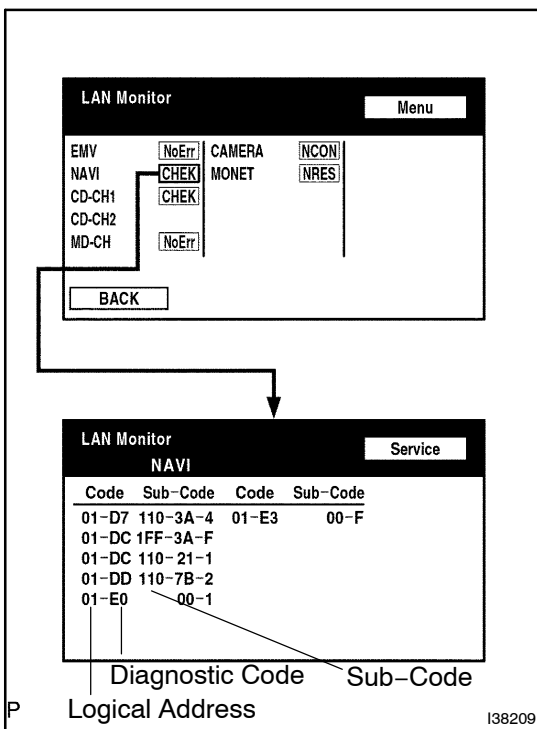 LAN Monitor
Menu
EMV NoErr CAMERA NCON
NAVI CHEK MONET NRES
CD-CH1 CHEK
CD-CH2
MD-CH NoErr
BACK
LAN Monitor
NAVI
Service
Code Sub-Code Code Sub-Code
01-D7 110-3A-4 01-E3 00-F
01-DC 1FF-3A-F
01-DC 110-21-1
01-DD 110-7B-2
01-E0 00-1
Diagnostic Code Sub-Code
Logical Address
P
I38209